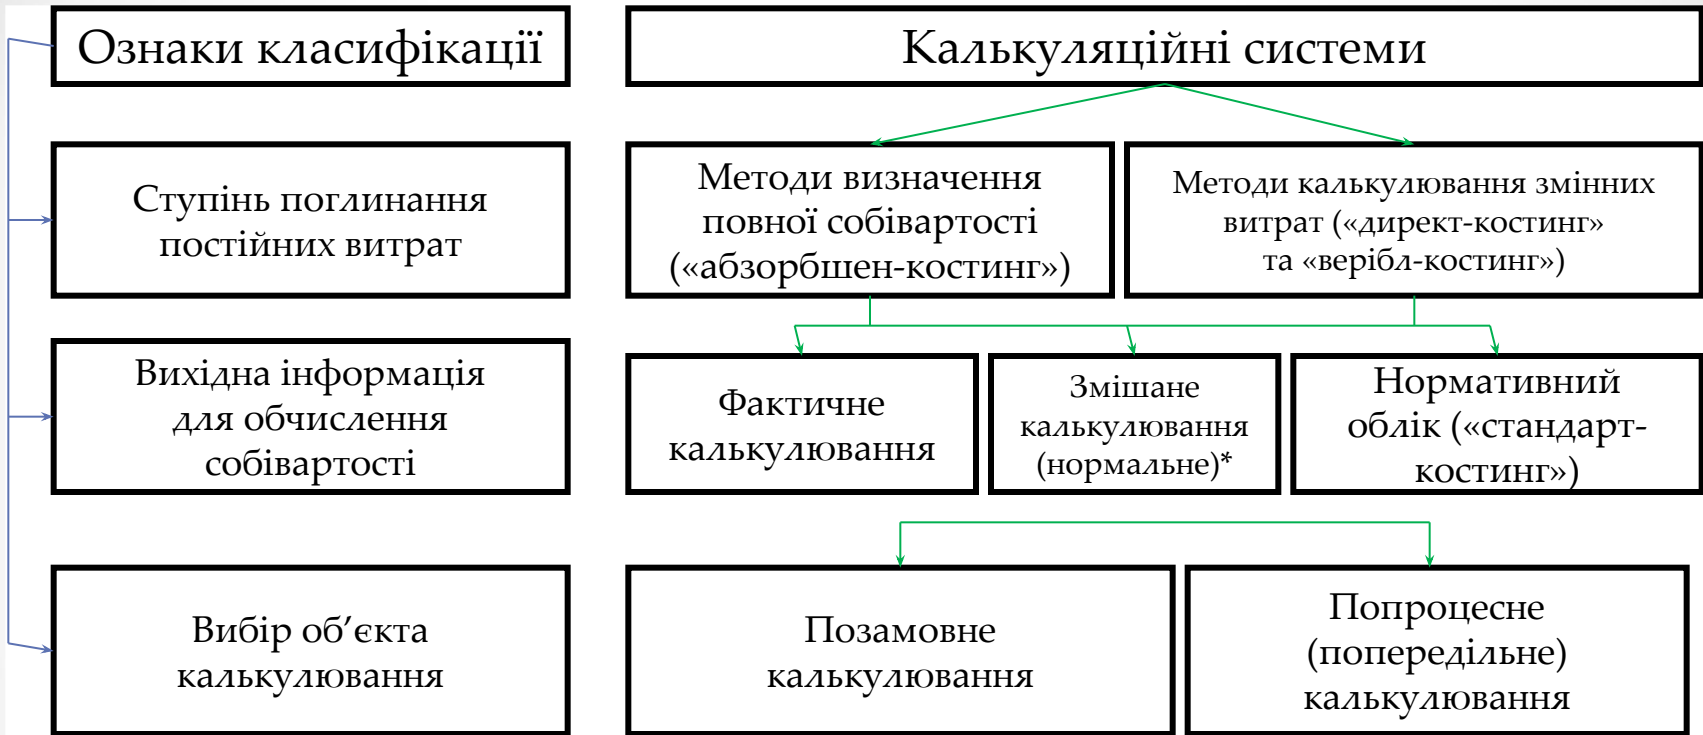 Ознаки класифікації
Калькуляційні системи
Ступінь поглинання
постійних витрат
Методи визначення
повної собівартості
(«абзорбшен-костинг»)
Методи калькулювання змінних
витрат («директ-костинг»
та «верібл-костинг»)
Вихідна інформація
для обчислення
собівартості
Фактичне
калькулювання
Змішане
калькулювання
(нормальне)*
Нормативний
облік («стандарт-
костинг»)
Вибір об’єкта
калькулювання
Позамовне
калькулювання
Попроцесне
(попередільне)
калькулювання